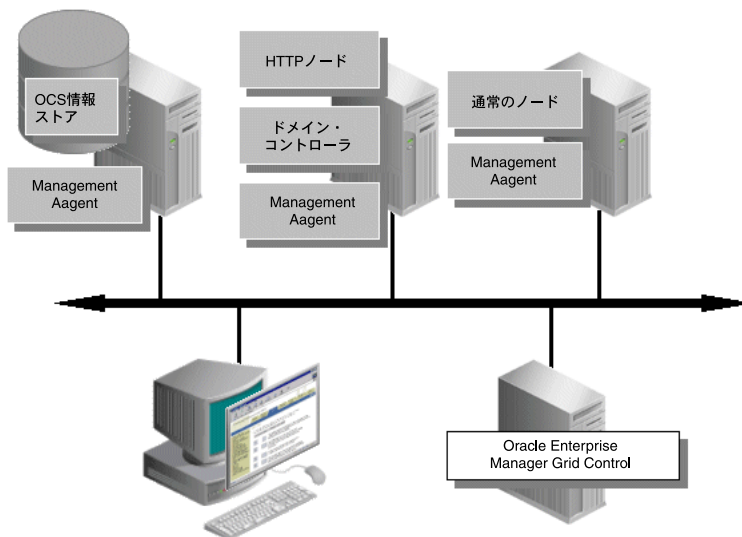 OCS情報
ストア
Management
Aagent
HTTPノード
ドメイン・
コントローラ
Management
Aagent
通常のノード
Management
Aagent
Oracle Enterprise
Manager Grid Control